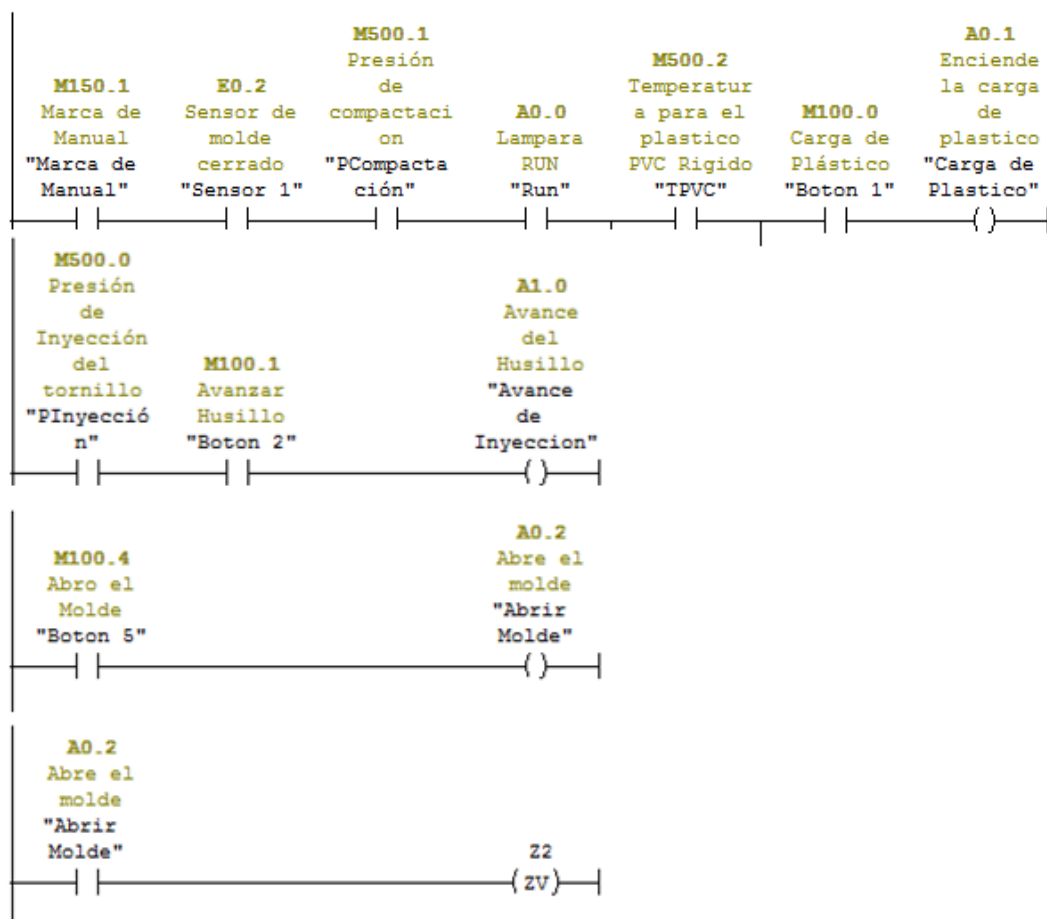 M150.1
Marca de
Manual
"Marca de
Manual"
E0.2
Sensor de
molde
cerrado
"Sensor 1"
M500.1
Presión
de
compactaci
on
"PCompacta
ción"
A0.0
Lampara
RUN
"Run"
M500.2
Temperatur
a para el
plastico
PVC Rigido
"TPVC"
M100.0
Carga de
Plástico
"Boton 1"
A0.1
Enciende
la carga
de
plastico
"Carga de
Plastico"
M500.0
Presión
de
Inyección
del
tornillo
"PInyecció
n"
M100.1
Avanzar
Husillo
"Boton 2"
A1.0
Avance
del
Husillo
"Avance
de
Inyeccion"
M100.4
Abro el
Molde
"Boton 5"
A0.2
Abre el
molde
"Abrir
Molde"
A0.2
Abre el
molde
"Abrir
Molde"
Z2
ZV